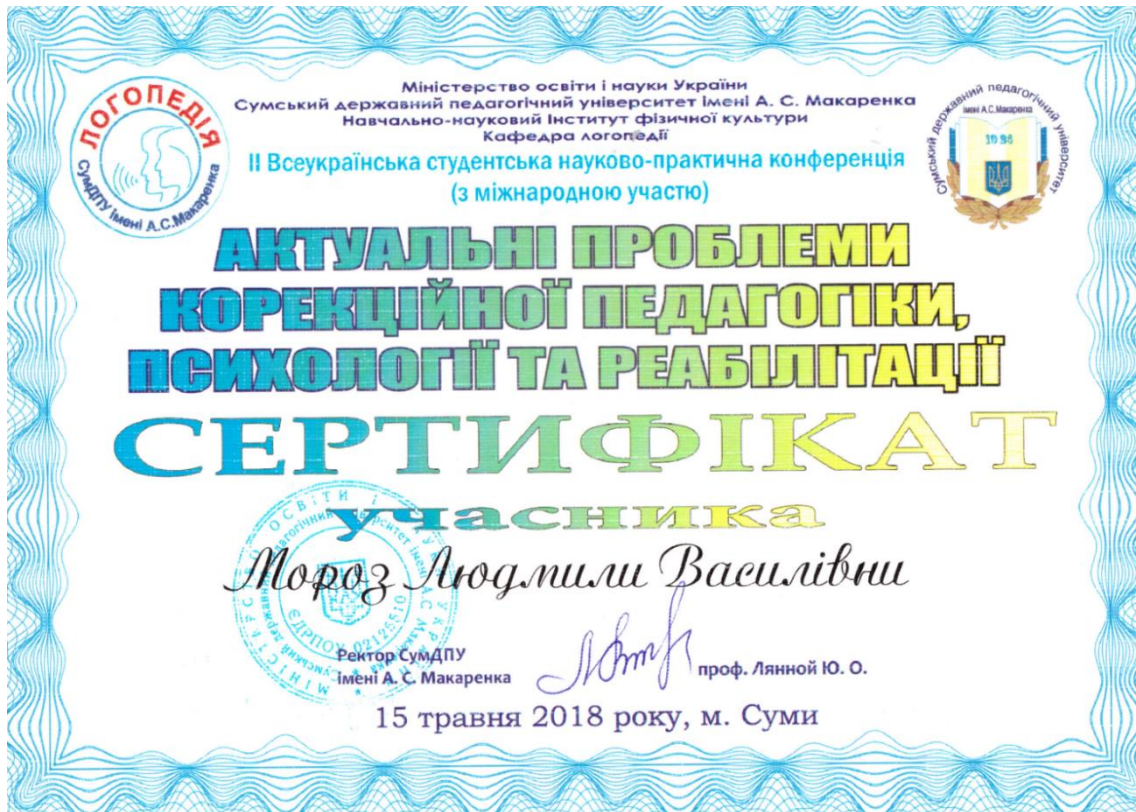 Міністерство освіти і науки України
Сумський державний педагогічний університет імені А. С. Макаренка
Навчально-науковий Інститут фізичної культури
Кафедра логопедії
ІІ Всеукраїнська студентська науково-практична конференція
(з міжнародною участю)
ЛОГОПЕДІЯ
СумДПУ імені А.С.Макаренка
Сумський державний педагогічний університет
імені А.С.Макаренка
АКТУАЛЬНІ ПРОБЛЕМИ
КОРЕКЦІЙНОЇ ПЕДАГОГІКИ,
ПСИХОЛОГІЇ ТА РЕАБІЛІТАЦІЇ
СЕРТИФІКАТ
учасника
Мороз Людмили Василівни
Ректор СумДПУ
імені А. С. Макаренка
проф. Лянной Ю. О.
15 травня 2018 року, м. Суми